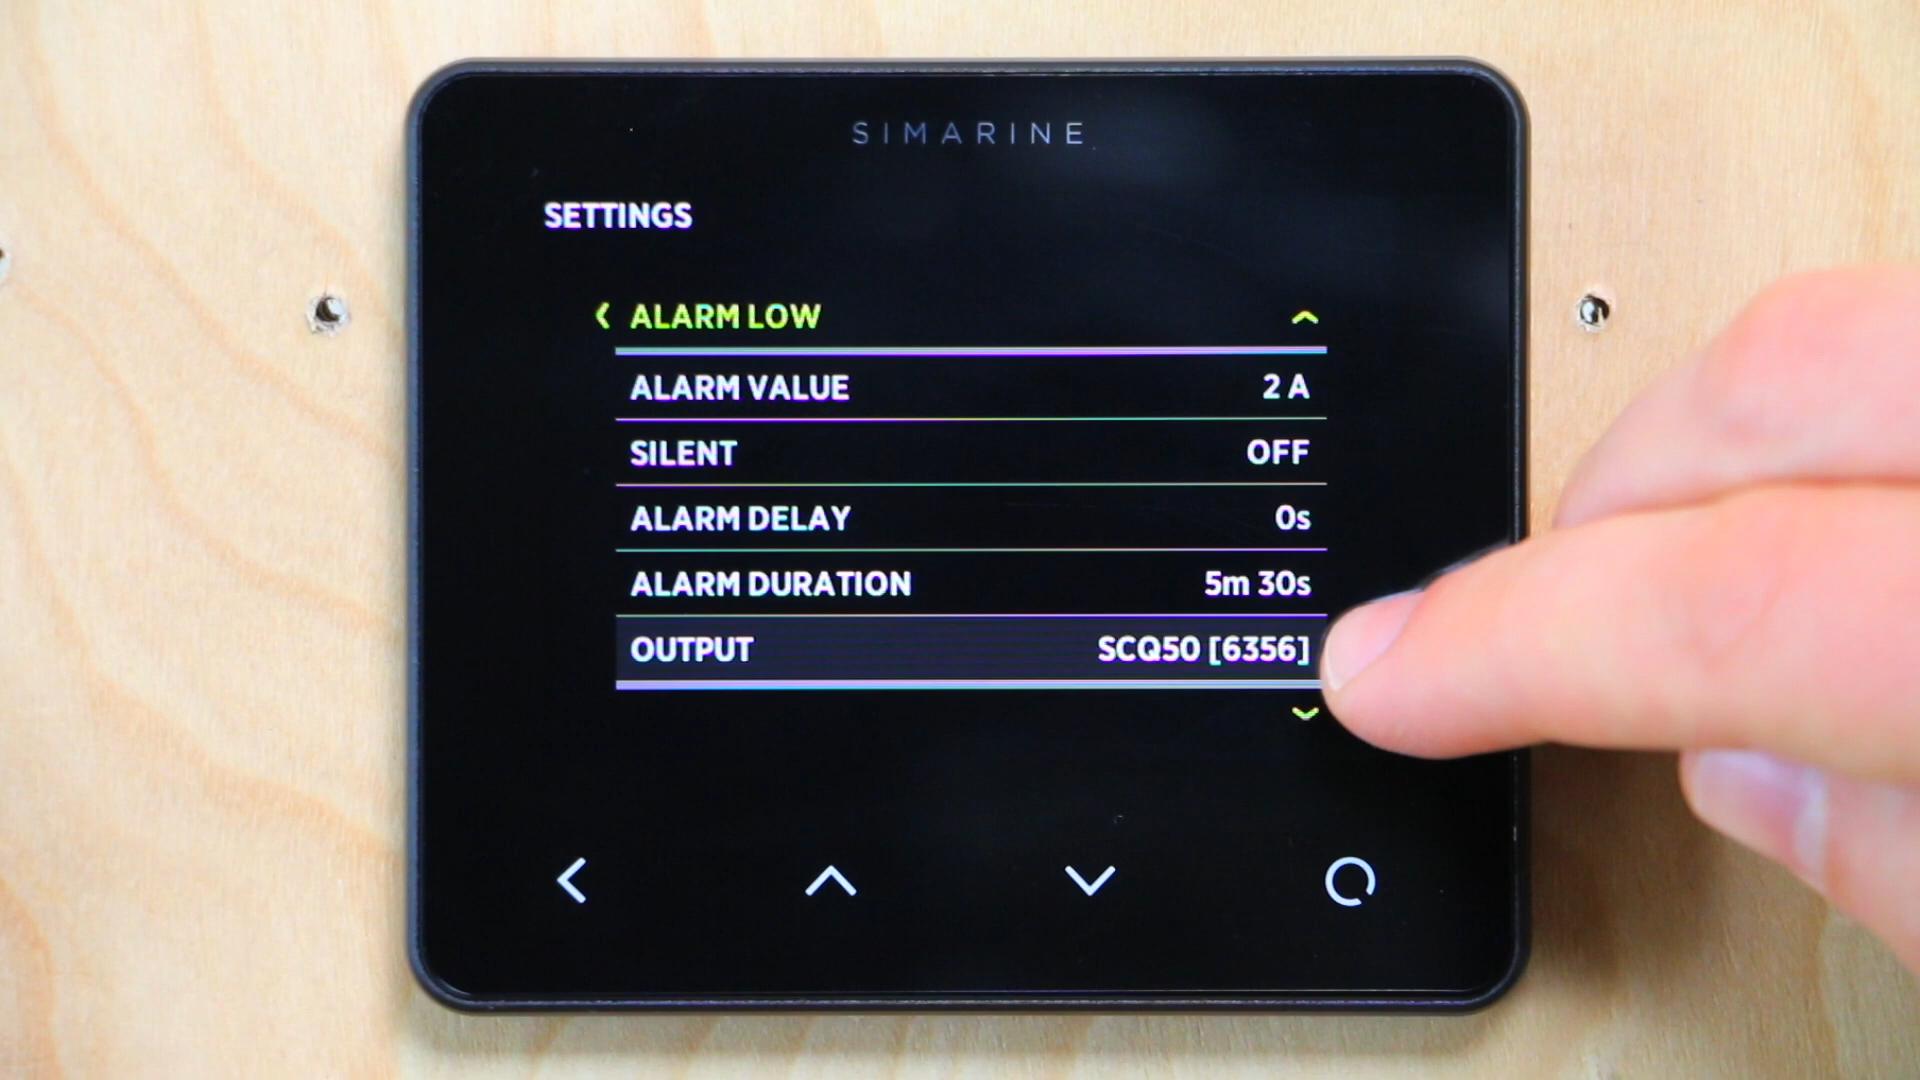 SIMARINE
SETTINGS
ALARM LOW
ALARM VALUE 2 A
SILENT OFF
ALARM DELAY 0s
ALARM DURATION 5m 30s
OUTPUT SCQ50 [6356]